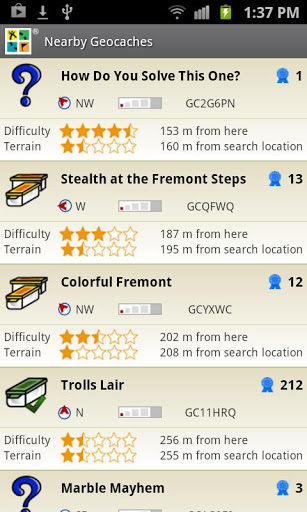 1:37 PM
Nearby Geocaches
How Do You Solve This One? 1
NW GC2G6PN
Difficulty 153 m from here
Terrain 160 m from search location
Stealth at the Fremont Steps 13
W GCQFWQ
Difficulty 187 m from here
Terrain 195 m from search location
Colorful Fremont 12
NW GCYXWC
Difficulty 202 m from here
Terrain 208 m from search location
Trolls Lair 212
N GC11HRQ
Difficulty 256 m from here
Terrain 255 m from search location
Marble Mayhem 3